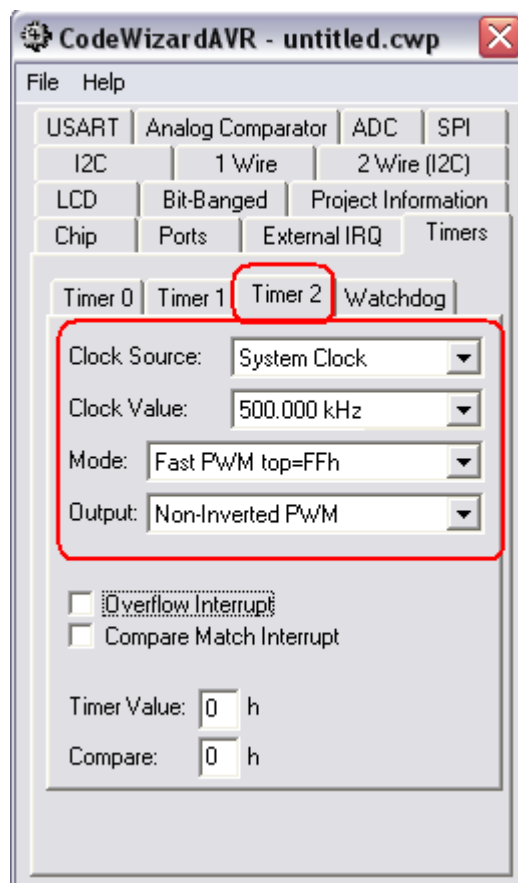 CodeWizardAVR - untitled.cwp
File Help
USART Analog Comparator ADC SPI
I2C 1 Wire 2 Wire (I2C)
LCD Bit-Banged Project Information
Chip Ports External IRQ Timers
Timer 0 Timer 1 Timer 2 Watchdog
Clock Source: System Clock
Clock Value: 500.000 kHz
Mode: Fast PWM top=FFh
Output: Non-Inverted PWM
Overflow Interrupt
Compare Match Interrupt
Timer Value: 0 h
Compare: 0 h